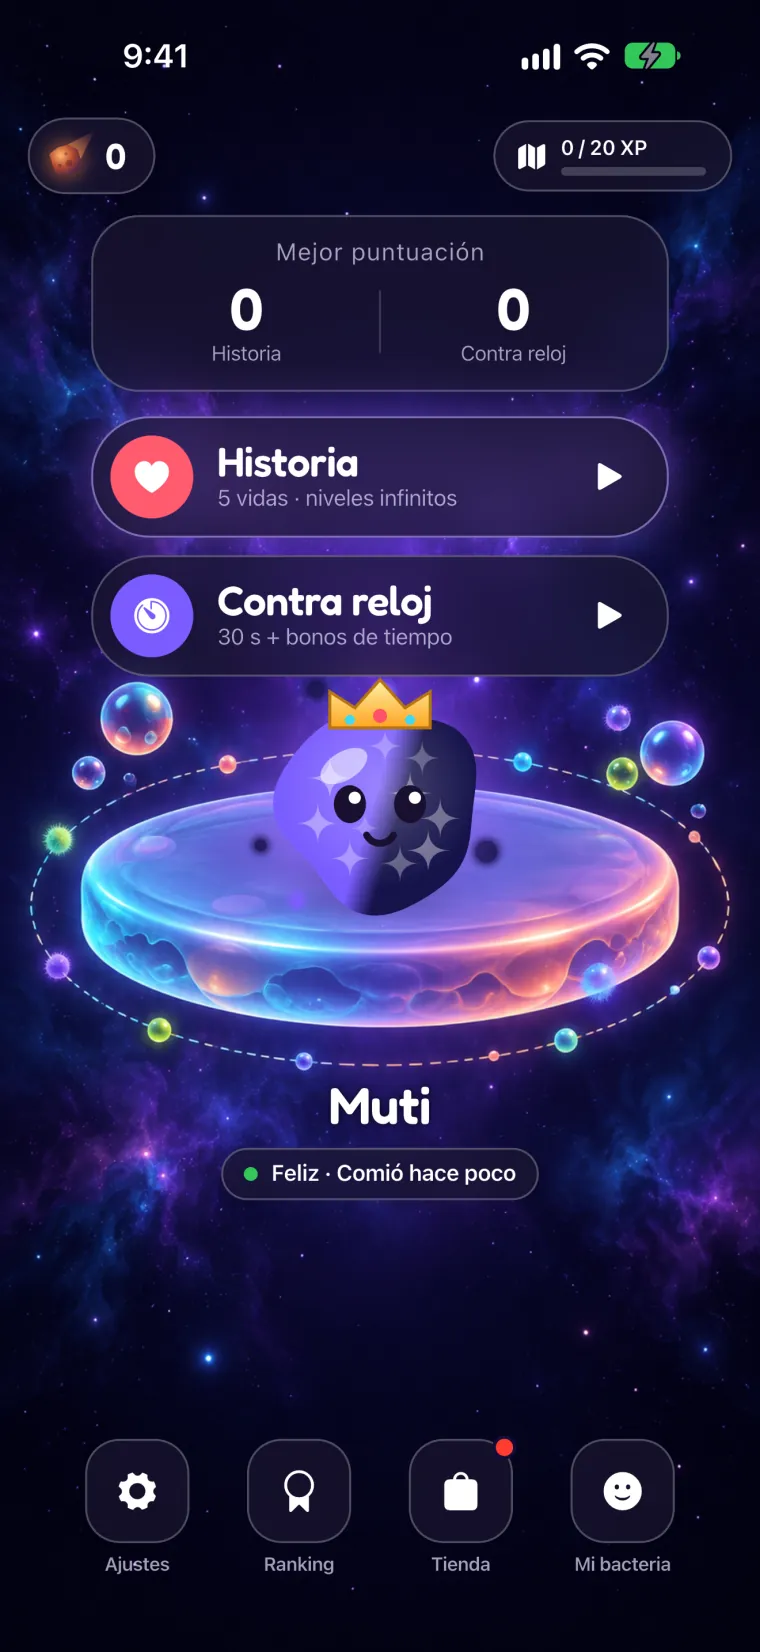 9:41
0
0 / 20 XP
Mejor puntuación
0
0
Historia
Contra reloj
Historia
5 vidas · niveles infinitos
Contra reloj
30 s + bonos de tiempo
Muti
Feliz · Comió hace poco
Ajustes
Ranking
Tienda
Mi bacteria